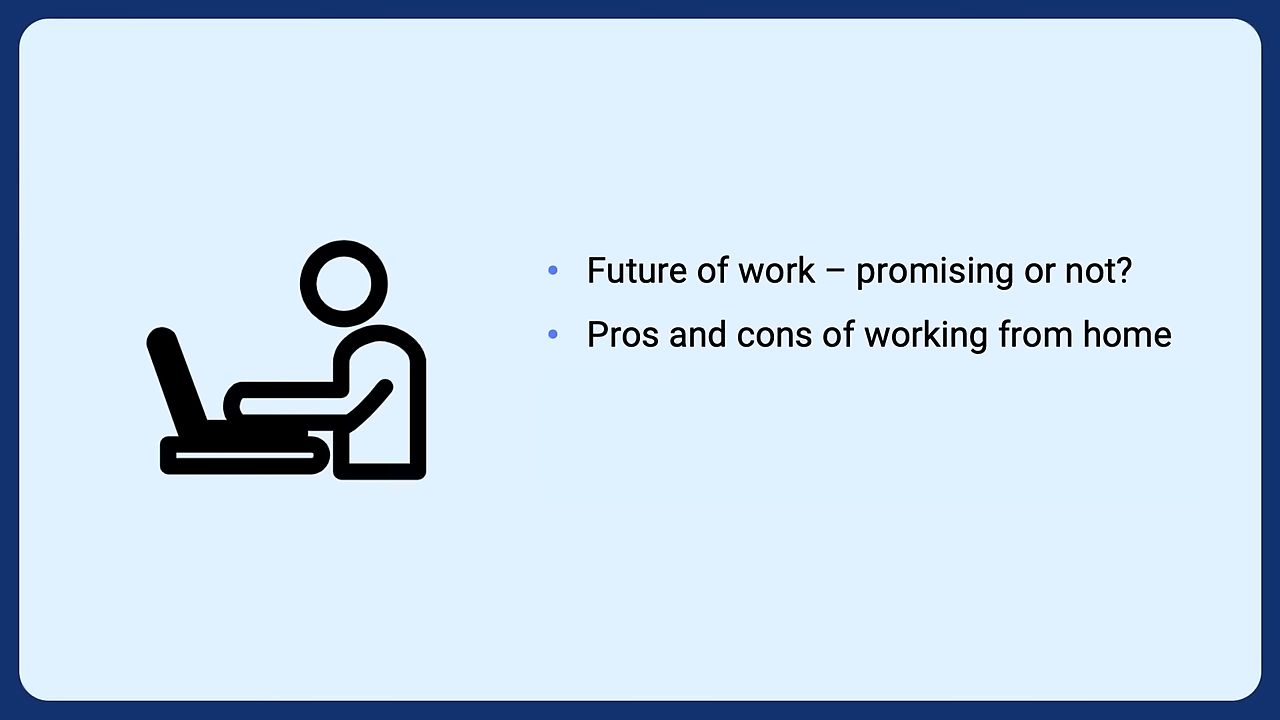 • Future of work – promising or not?
• Pros and cons of working from home